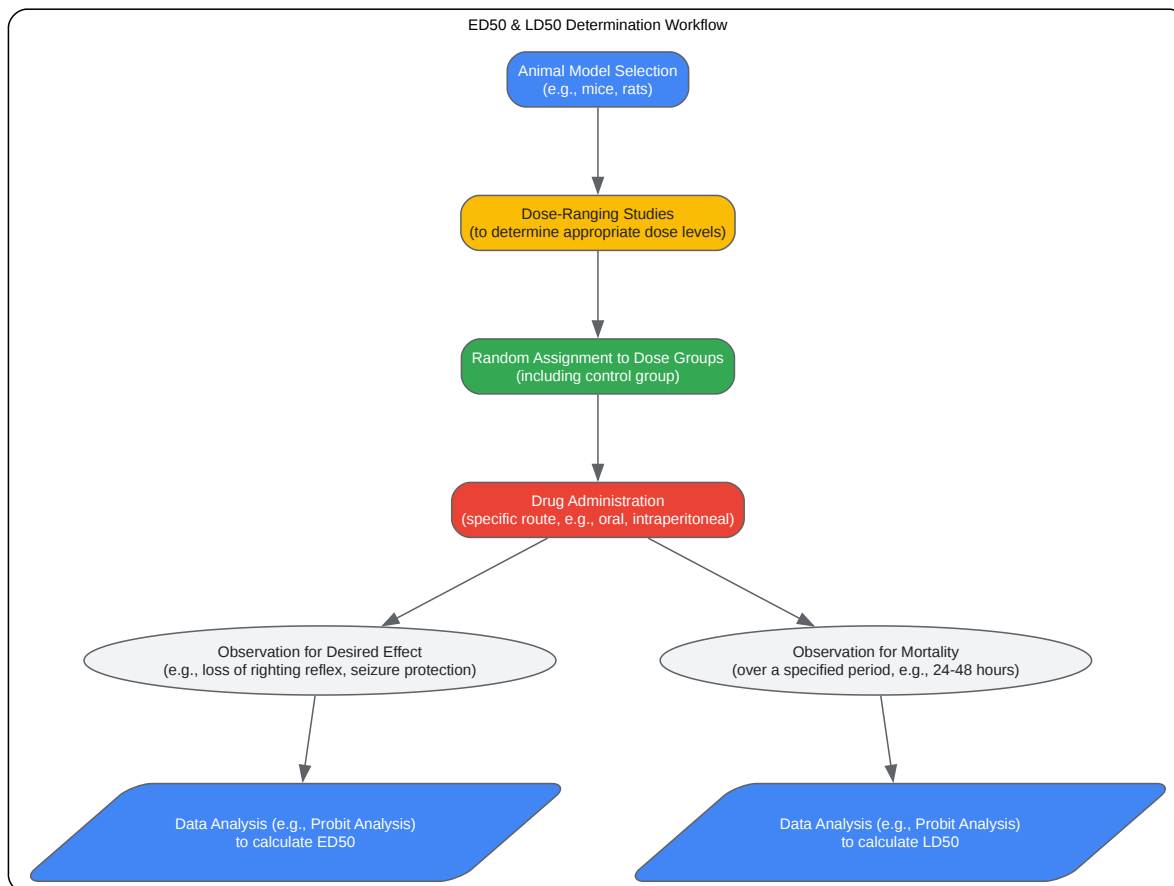 ED50 & LD50 Determination Workflow
Animal Model Selection
(e.g., mice, rats)
Dose-Ranging Studies
(to determine appropriate dose levels)
Random Assignment to Dose Groups
(including control group)
Drug Administration
(specific route, e.g., oral, intraperitoneal)
Observation for Desired Effect
(e.g., loss of righting reflex, seizure protection)
Observation for Mortality
(over a specified period, e.g., 24-48 hours)
Data Analysis (e.g., Probit Analysis)
to calculate ED50
Data Analysis (e.g., Probit Analysis)
to calculate LD50